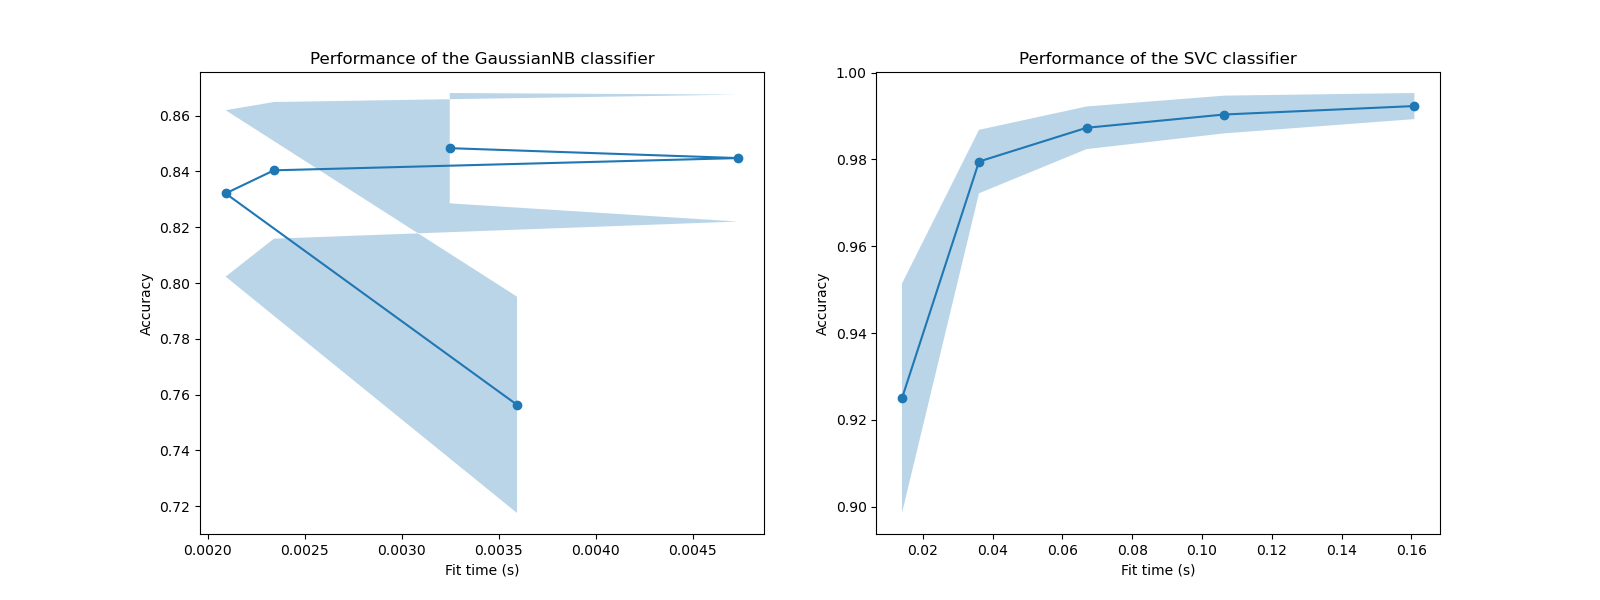 Performance of the GaussianNB classifier
0.86
0.84
0.82
0.80
0.78
0.76
0.74
0.72
Accuracy
0.0020 0.0025 0.0030 0.0035 0.0040 0.0045
Fit time (s)
Performance of the SVC classifier
1.00
0.98
0.96
0.94
0.92
0.90
Accuracy
0.02 0.04 0.06 0.08 0.10 0.12 0.14 0.16
Fit time (s)